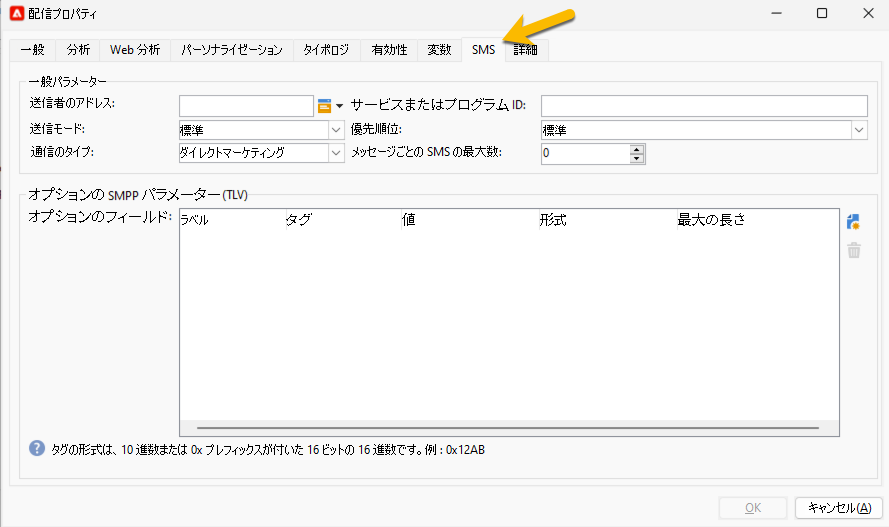 配信プロパティ
一般 分析 Web 分析 パーソナライゼーション タイポロジ 有効性 変数 SMS 詳細
一般パラメーター
送信者のアドレス: サービスまたはプログラム ID:
送信モード: 標準 優先順位: 標準
通信のタイプ: ダイレクトマーケティング メッセージごとの SMS の最大数: 0
オプションの SMPP パラメーター (TLV)
オプションのフィールド: ラベル タグ 値 形式 最大の長さ
タグの形式は、10 進数または 0x プレフィックスが付いた 16 ビットの 16 進数です。例 : 0x12AB
OK キャンセル(A)